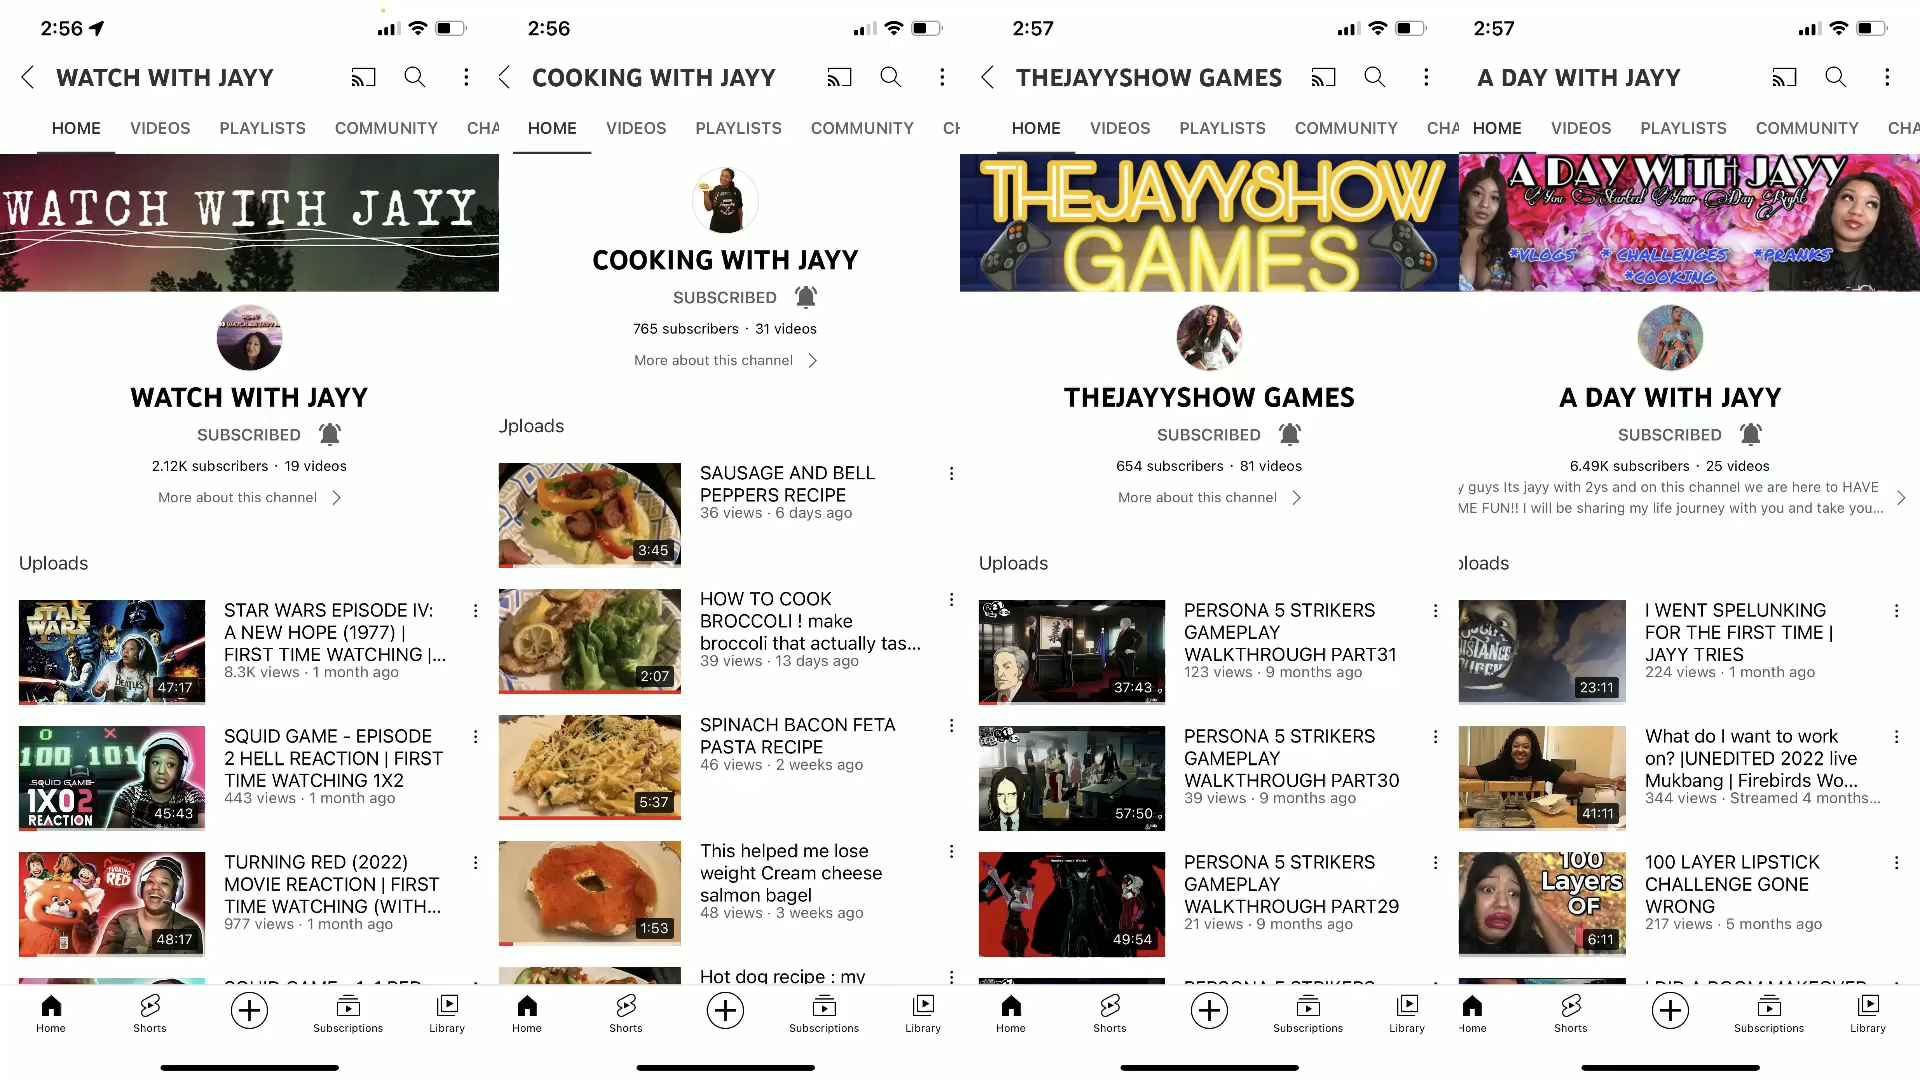 2:56
WATCH WITH JAYY
HOME VIDEOS PLAYLISTS COMMUNITY CHA
WATCH WITH JAYY
WATCH WITH JAYY
SUBSCRIBED
2.12K subscribers · 19 videos
More about this channel
Uploads
STAR WARS
47:17
STAR WARS EPISODE IV:
A NEW HOPE (1977) |
FIRST TIME WATCHING |...
8.3K views · 1 month ago
100 101
SQUID GAME
1X02
REACTION
45:43
SQUID GAME - EPISODE
2 HELL REACTION | FIRST
TIME WATCHING 1X2
443 views · 1 month ago
TURNING
RED
48:17
TURNING RED (2022)
MOVIE REACTION | FIRST
TIME WATCHING (WITH...
977 views · 1 month ago
Home Shorts Subscriptions Library
2:56
COOKING WITH JAYY
HOME VIDEOS PLAYLISTS COMMUNITY CH
COOKING WITH JAYY
SUBSCRIBED
765 subscribers · 31 videos
More about this channel
Uploads
3:45
SAUSAGE AND BELL
PEPPERS RECIPE
36 views · 6 days ago
2:07
HOW TO COOK
BROCCOLI ! make
broccoli that actually tas...
39 views · 13 days ago
5:37
SPINACH BACON FETA
PASTA RECIPE
46 views · 2 weeks ago
1:53
This helped me lose
weight Cream cheese
salmon bagel
48 views · 3 weeks ago
Hot dog recipe : my
Home Shorts Subscriptions Library
2:57
THEJAYYSHOW GAMES
HOME VIDEOS PLAYLISTS COMMUNITY CHA
THEJAYYSHOW
GAMES
THEJAYYSHOW GAMES
SUBSCRIBED
654 subscribers · 81 videos
More about this channel
Uploads
37:43
PERSONA 5 STRIKERS
GAMEPLAY
WALKTHROUGH PART31
123 views · 9 months ago
57:50
PERSONA 5 STRIKERS
GAMEPLAY
WALKTHROUGH PART30
39 views · 9 months ago
49:54
PERSONA 5 STRIKERS
GAMEPLAY
WALKTHROUGH PART29
21 views · 9 months ago
Home Shorts Subscriptions Library
2:57
A DAY WITH JAYY
HOME VIDEOS PLAYLISTS COMMUNITY CHA
A DAY WITH JAYY
You Started Your Day Right
*VLOGS * CHALLENGES *PRANKS
*COOKING
A DAY WITH JAYY
SUBSCRIBED
6.49K subscribers · 25 videos
y guys Its jayy with 2ys and on this channel we are here to HAVE
ME FUN!! I will be sharing my life journey with you and take you...
ploads
23:11
I WENT SPELUNKING
FOR THE FIRST TIME |
JAYY TRIES
224 views · 1 month ago
41:11
What do I want to work
on? |UNEDITED 2022 live
Mukbang | Firebirds Wo...
344 views · Streamed 4 months...
100
Layers
OF
6:11
100 LAYER LIPSTICK
CHALLENGE GONE
WRONG
217 views · 5 months ago
Home Shorts Subscriptions Library